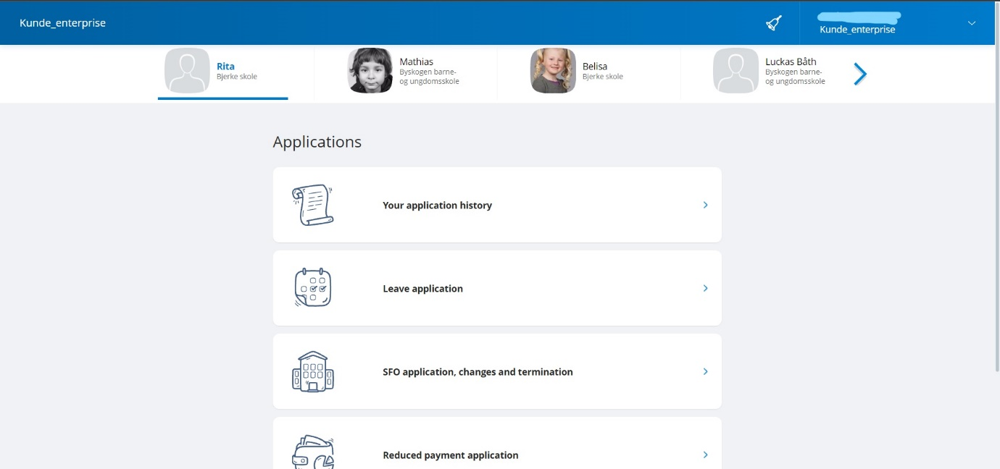 Kunde_enterprise
Kunde_enterprise
Rita
Bjerke skole
Mathias
Byskogen barne-
og ungdomsskole
Belisa
Bjerke skole
Luckas Båth
Byskogen barne-
og ungdomsskole
Applications
Your application history
Leave application
SFO application, changes and termination
Reduced payment application